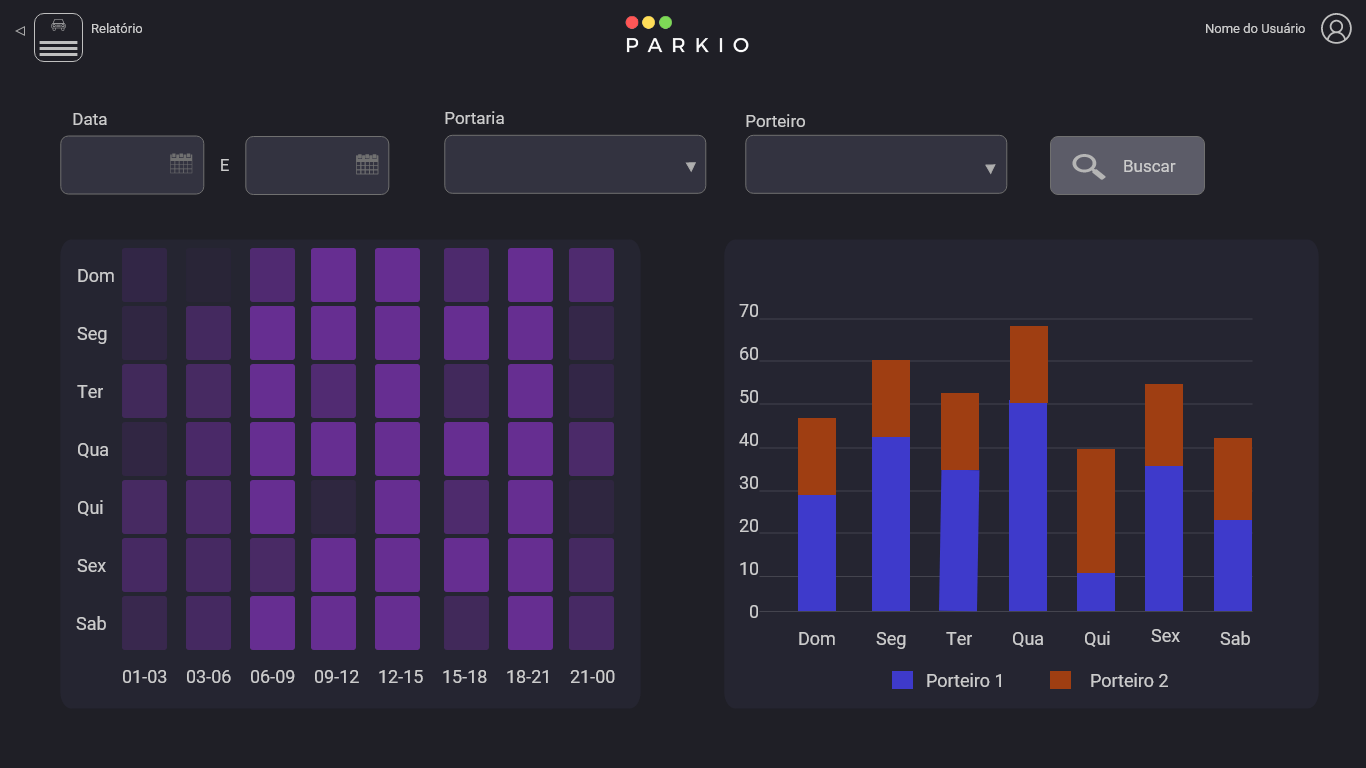 Relatório
PARKIO
Nome do Usuário
Data
Portaria
Porteiro
E
Buscar
Dom
Seg
Ter
Qua
Qui
Sex
Sab
01-03 03-06 06-09 09-12 12-15 15-18 18-21 21-00
70
60
50
40
30
20
10
0
Dom Seg Ter Qua Qui Sex Sab
Porteiro 1 Porteiro 2